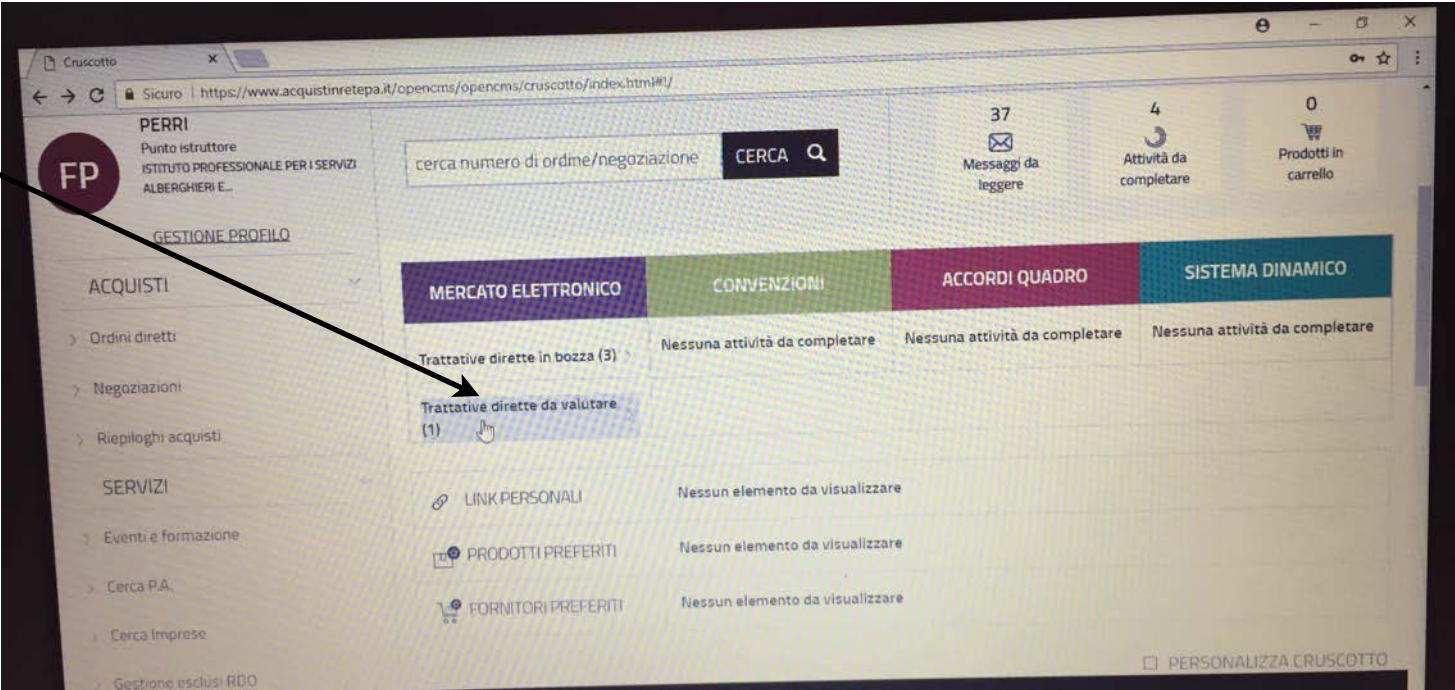 Cruscotto
Sicuro | https://www.acquistinretepa.it/opencms/opencms/cruscotto/index.html#!/
FP
PERRI
Punto istruttore
ISTITUTO PROFESSIONALE PER I SERVIZI
ALBERGHIERI E...
GESTIONE PROFILO
cerca numero di ordine/negoziazione
CERCA
37
Messaggi da
leggere
4
Attività da
completare
0
Prodotti in
carrello
ACQUISTI
Ordini diretti
Negoziazioni
Riepiloghi acquisti
SERVIZI
Eventi e formazione
Cerca P.A.
Cerca Imprese
Gestione esclusi RDO
MERCATO ELETTRONICO
CONVENZIONI
ACCORDI QUADRO
SISTEMA DINAMICO
Trattative dirette in bozza (3)
Nessuna attività da completare
Nessuna attività da completare
Nessuna attività da completare
Trattative dirette da valutare
(1)
LINK PERSONALI
Nessun elemento da visualizzare
PRODOTTI PREFERITI
Nessun elemento da visualizzare
FORNITORI PREFERITI
Nessun elemento da visualizzare
PERSONALIZZA CRUSCOTTO